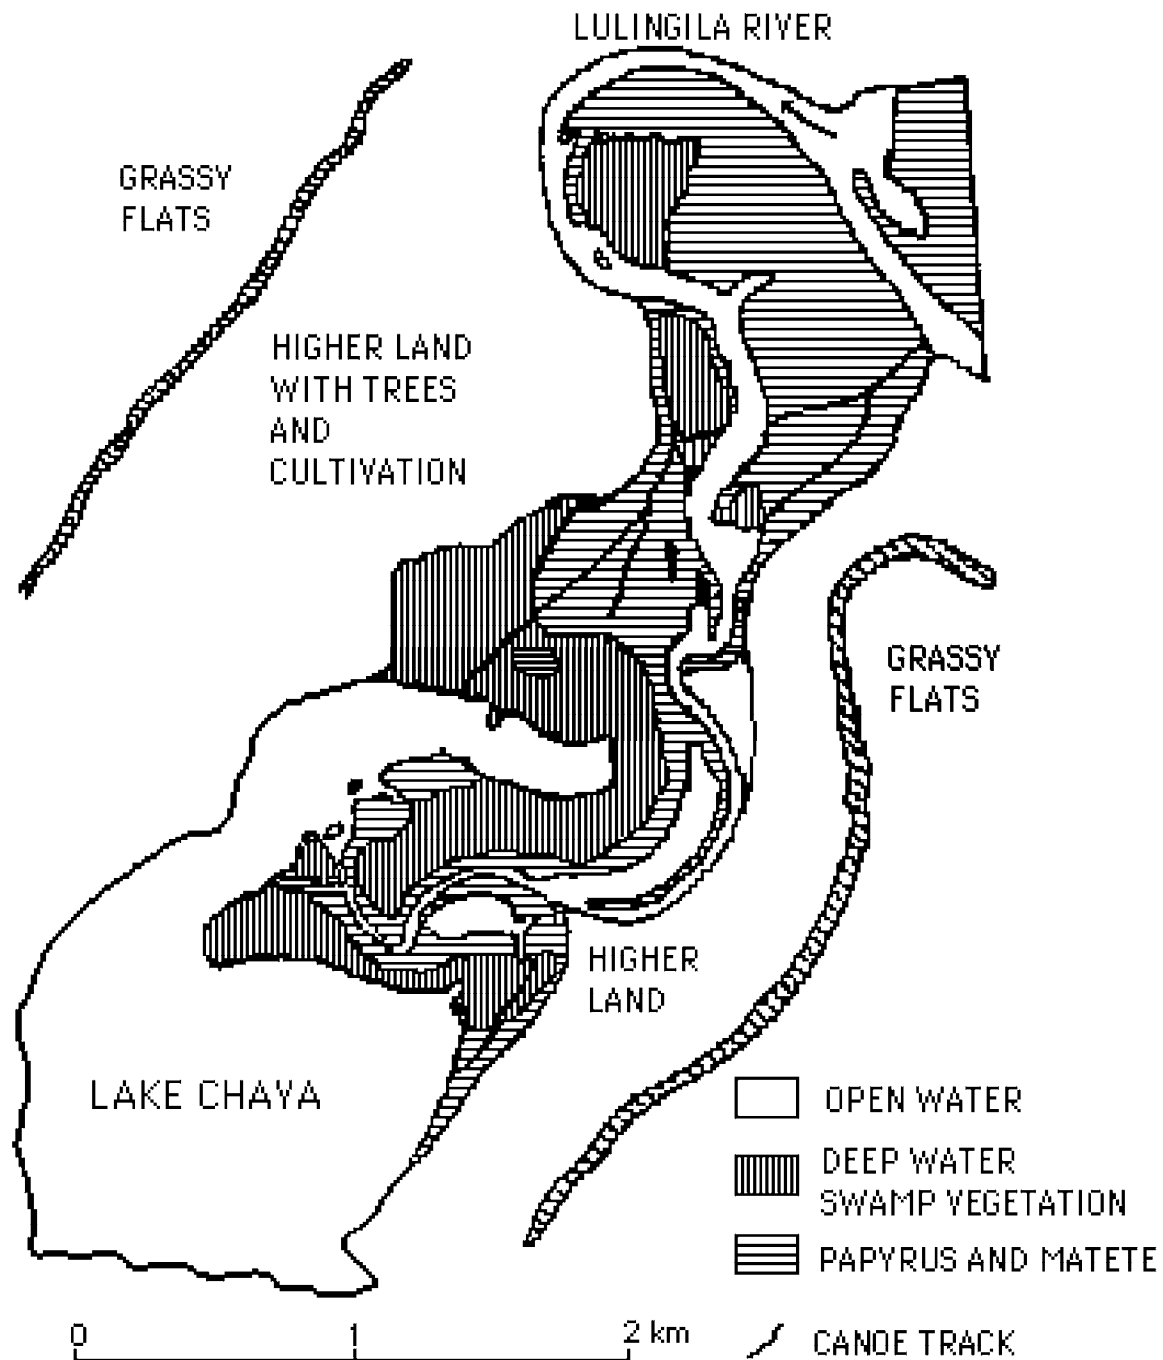 LULINGILA RIVER
GRASSY
FLATS
HIGHER LAND
WITH TREES
AND
CULTIVATION
GRASSY
FLATS
HIGHER
LAND
LAKE CHAYA
OPEN WATER
DEEP WATER
SWAMP VEGETATION
PAPYRUS AND MATETE
CANOE TRACK
0 1 2 km